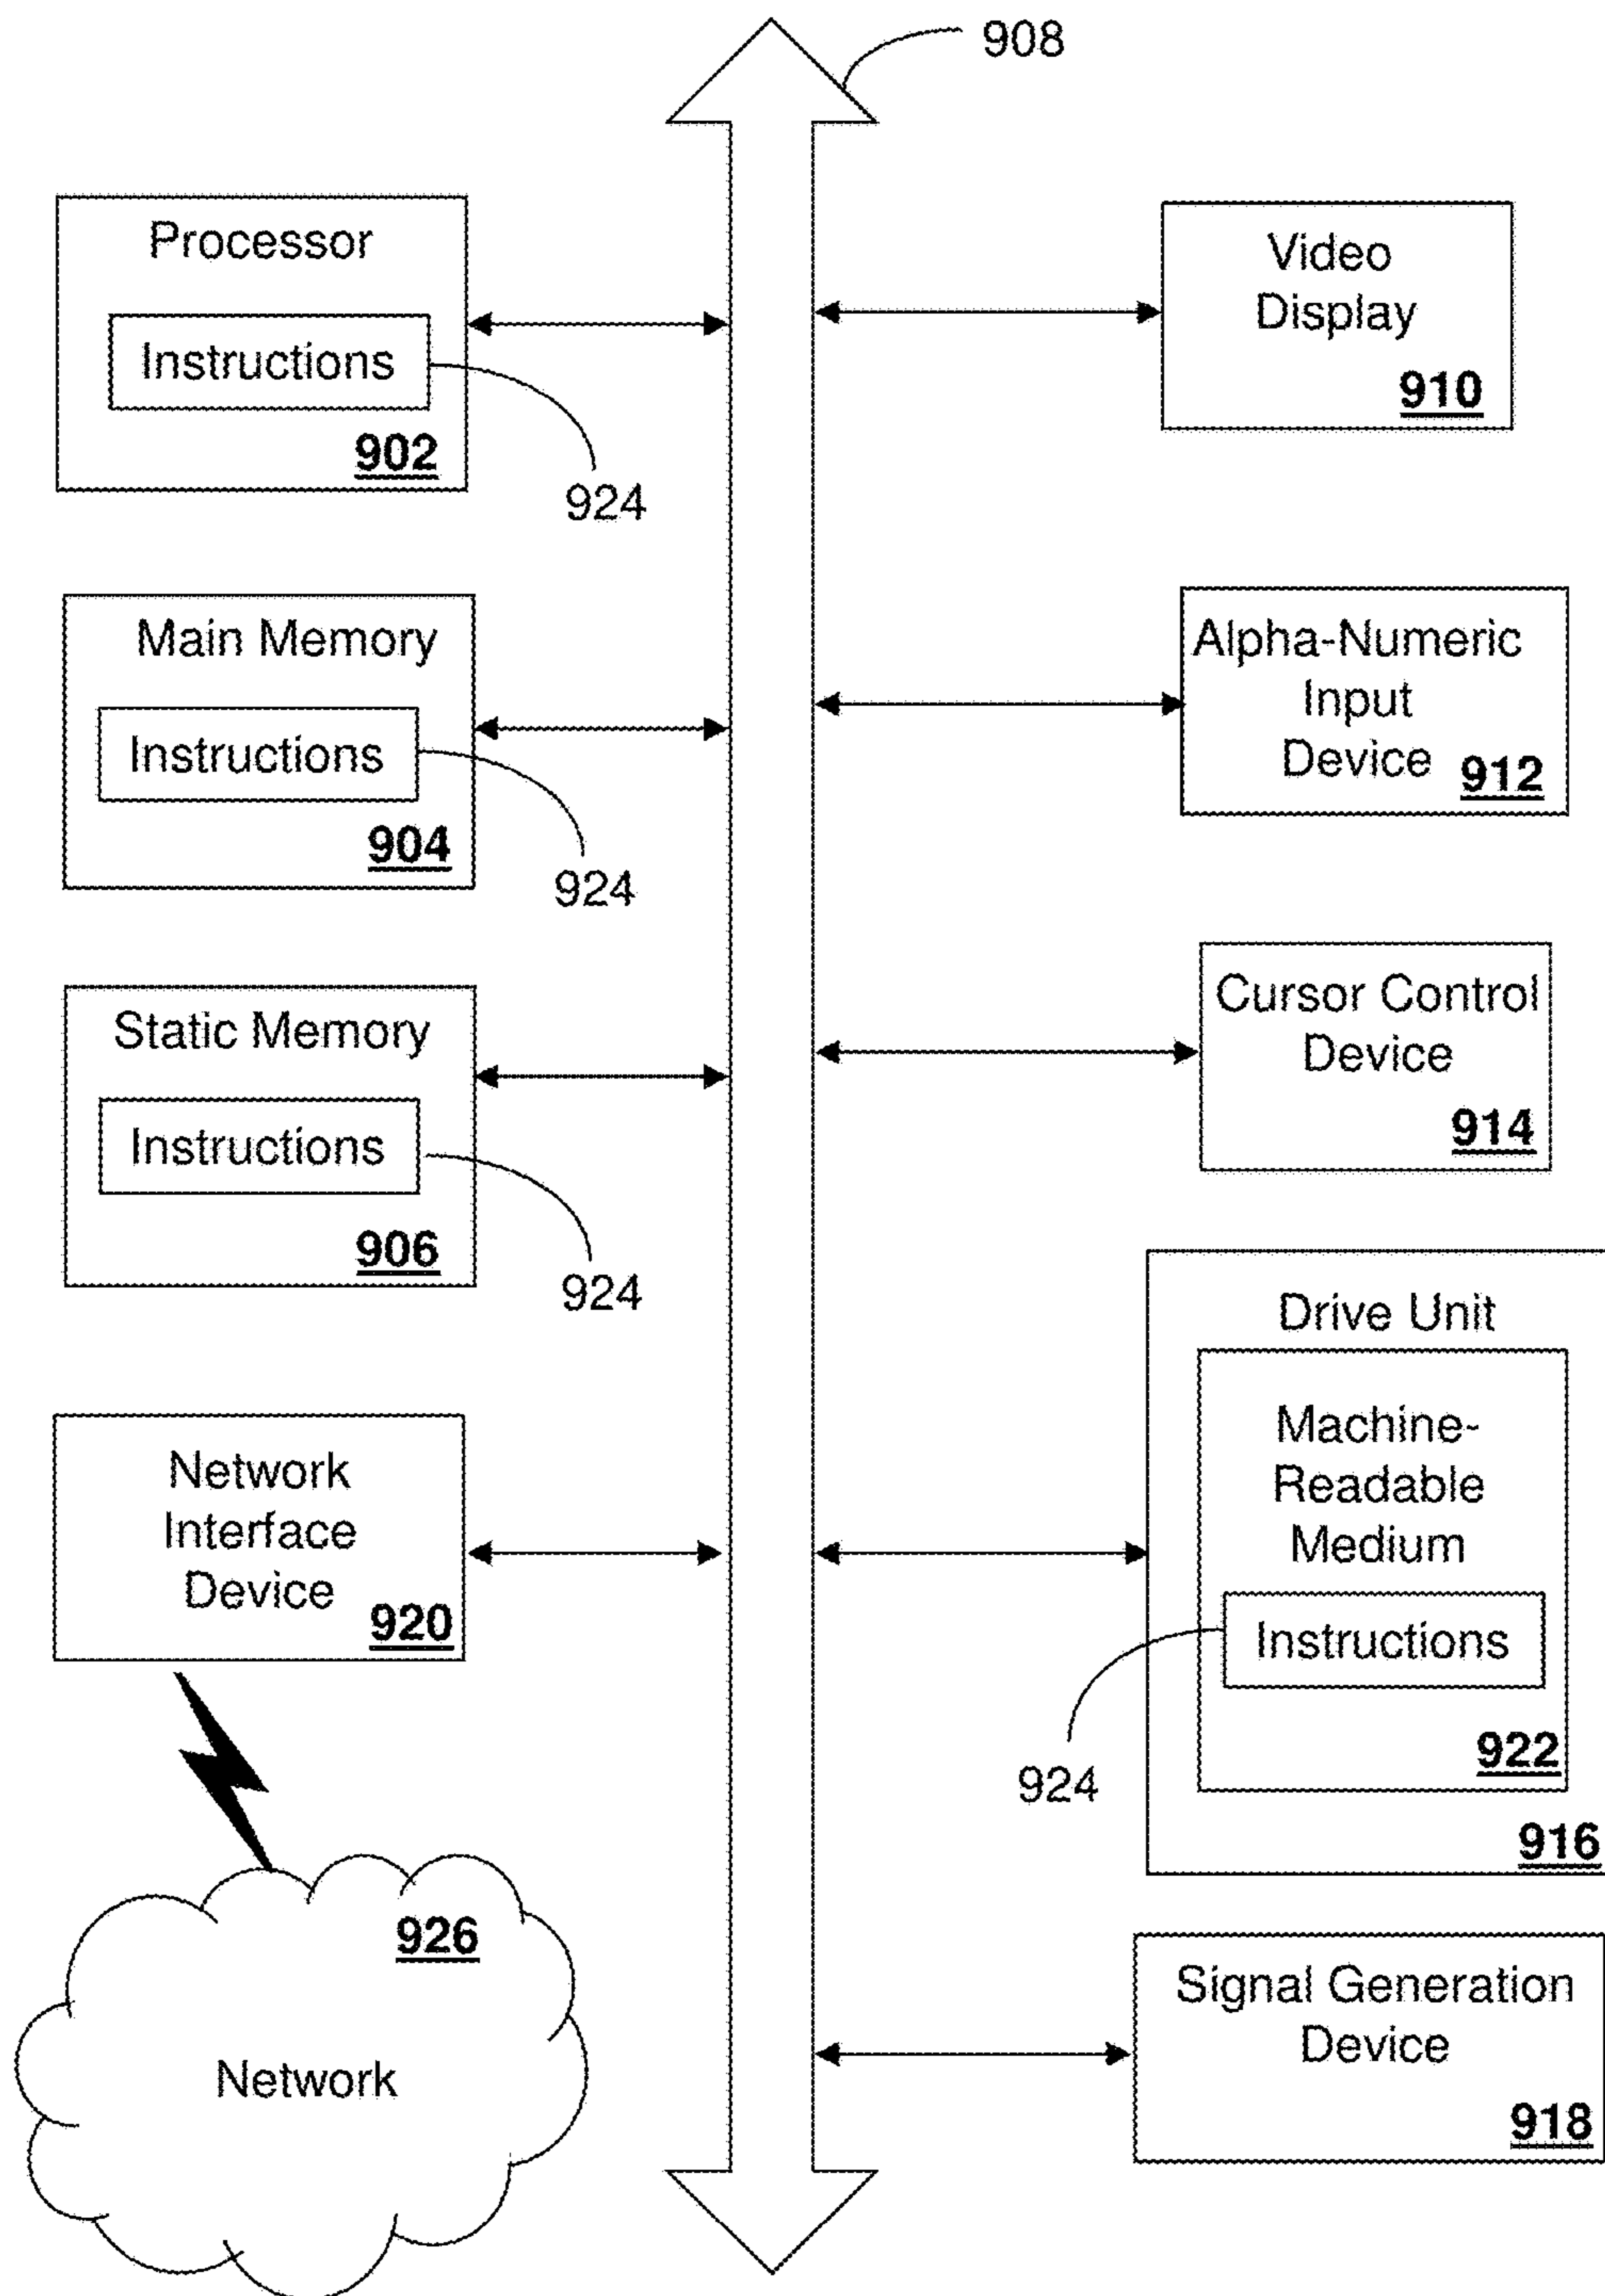 908
Processor
Instructions
902
924
Main Memory
Instructions
904
924
Static Memory
Instructions
906
924
Network
Interface
Device
920
926
Network
Video
Display
910
Alpha-Numeric
Input
Device 912
Cursor Control
Device
914
Drive Unit
Machine-
Readable
Medium
Instructions
922
924
916
Signal Generation
Device
918